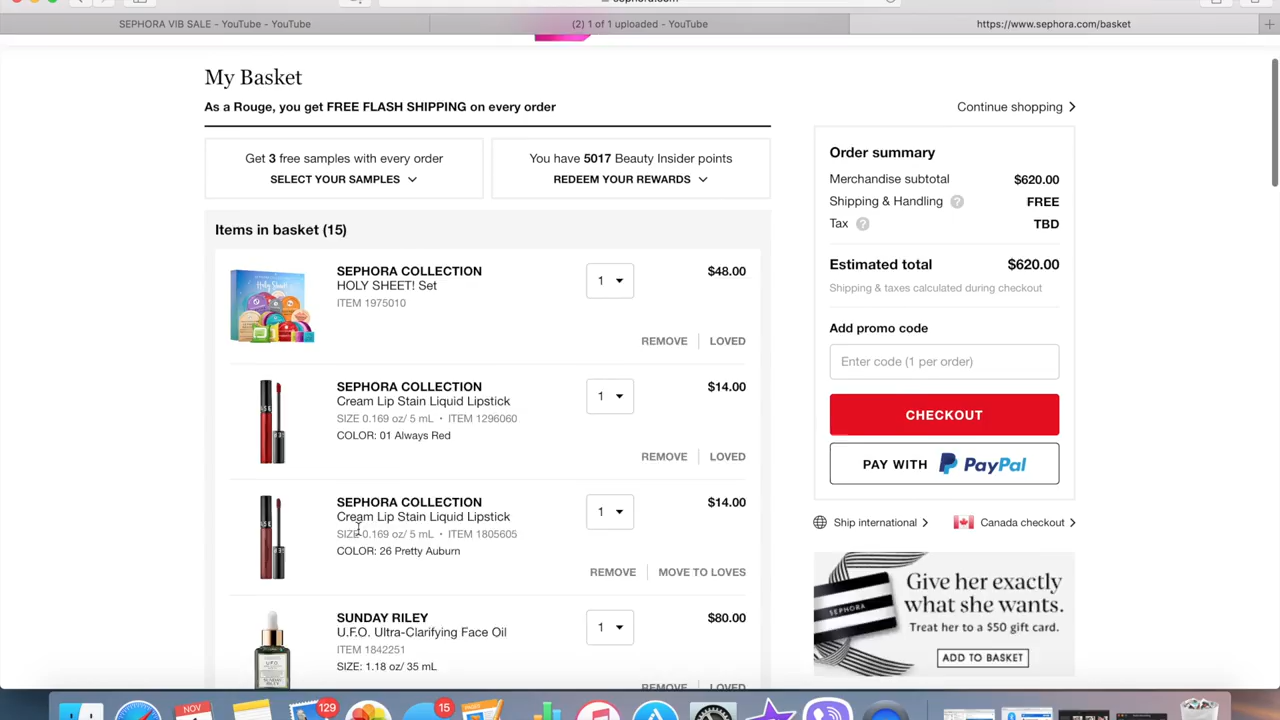 sephora.com
SEPHORA VIB SALE - YouTube - YouTube
(2) 1 of 1 uploaded - YouTube
https://www.sephora.com/basket
My Basket
As a Rouge, you get FREE FLASH SHIPPING on every order
Continue shopping
Get 3 free samples with every order
SELECT YOUR SAMPLES
You have 5017 Beauty Insider points
REDEEM YOUR REWARDS
Items in basket (15)
SEPHORA COLLECTION
HOLY SHEET! Set
ITEM 1975010
1
$48.00
REMOVE
LOVED
SEPHORA COLLECTION
Cream Lip Stain Liquid Lipstick
SIZE 0.169 oz/ 5 mL • ITEM 1296060
COLOR: 01 Always Red
1
$14.00
REMOVE
LOVED
SEPHORA COLLECTION
Cream Lip Stain Liquid Lipstick
SIZE 0.169 oz/ 5 mL • ITEM 1805605
COLOR: 26 Pretty Auburn
1
$14.00
REMOVE
MOVE TO LOVES
SUNDAY RILEY
U.F.O. Ultra-Clarifying Face Oil
ITEM 1842251
SIZE: 1.18 oz/ 35 mL
1
$80.00
REMOVE
LOVED
Order summary
Merchandise subtotal $620.00
Shipping & Handling ? FREE
Tax ? TBD
Estimated total $620.00
Shipping & taxes calculated during checkout
Add promo code
Enter code (1 per order)
CHECKOUT
PAY WITH PayPal
Ship international
Canada checkout
SEPHORA
Give her exactly
what she wants.
Treat her to a $50 gift card.
ADD TO BASKET
NOV
129
15